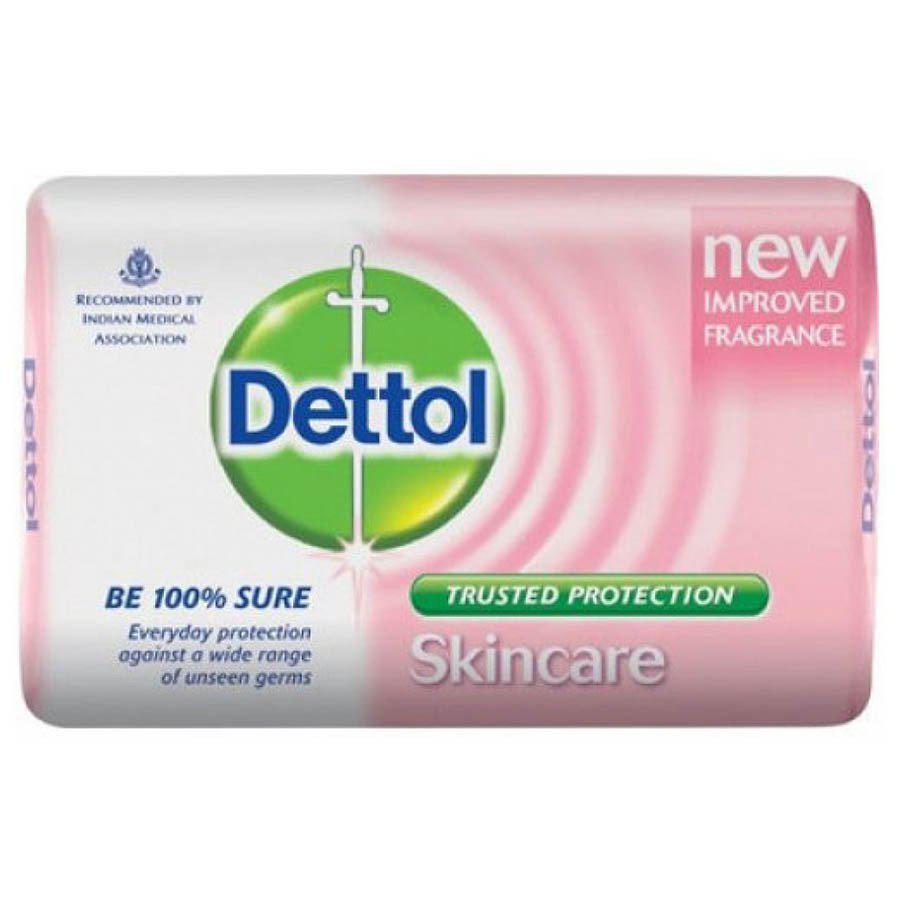 RECOMMENDED BY
INDIAN MEDICAL
ASSOCIATION
Dettol
new
IMPROVED
FRAGRANCE
Dettol
Dettol
BE 100% SURE
Everyday protection
against a wide range
of unseen germs
TRUSTED PROTECTION
Skincare